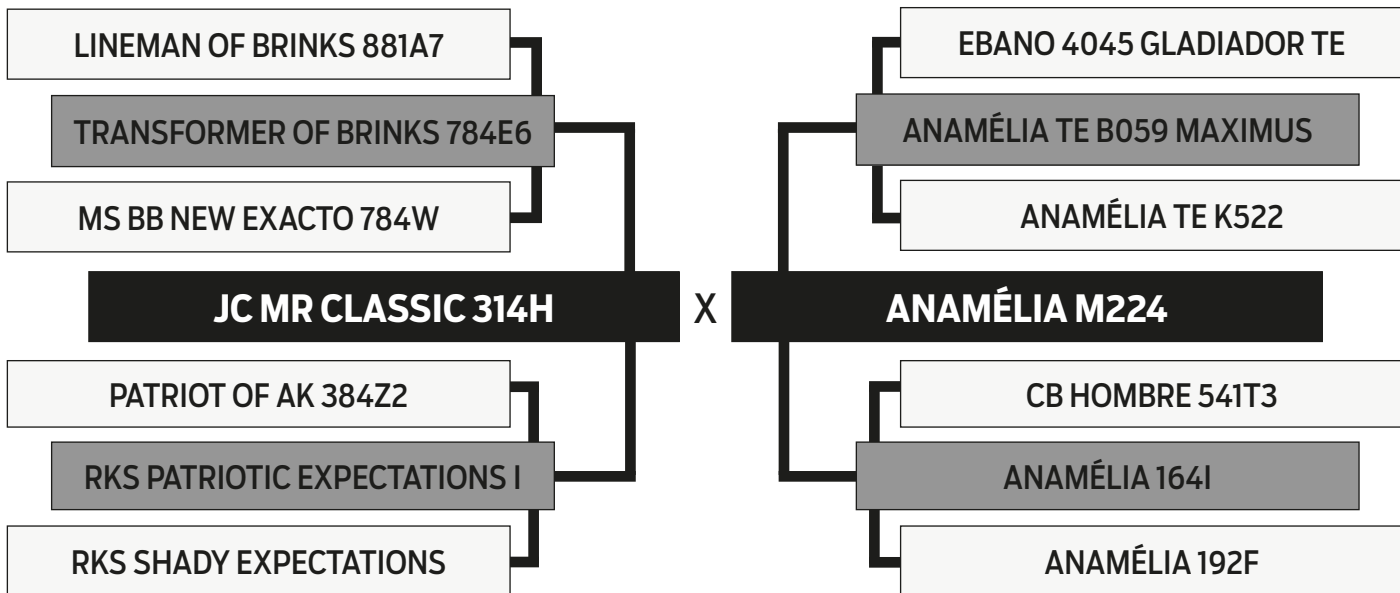 LINEMAN OF BRINKS 881A7
TRANSFORMER OF BRINKS 784E6
MS BB NEW EXACTO 784W
JC MR CLASSIC 314H
PATRIOT OF AK 384Z2
RKS PATRIOTIC EXPECTATIONS I
RKS SHADY EXPECTATIONS
X
EBANO 4045 GLADIADOR TE
ANAMÉLIA TE B059 MAXIMUS
ANAMÉLIA TE K522
ANAMÉLIA M224
CB HOMBRE 541T3
ANAMÉLIA 164I
ANAMÉLIA 192F